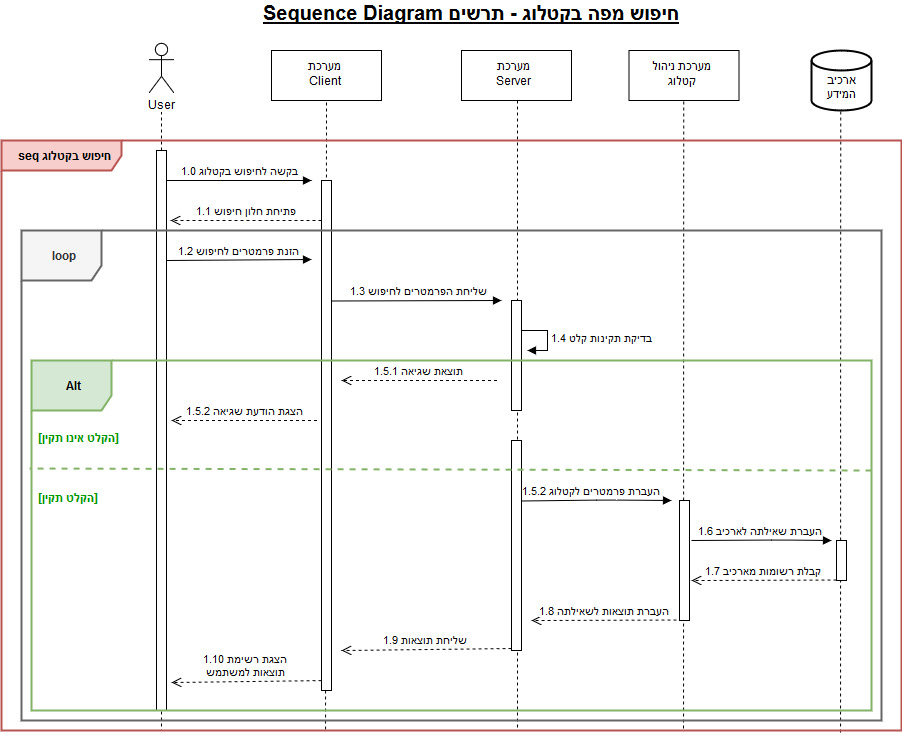 חיפוש מפה בקטלוג - תרשים Sequence Diagram
User
מערכת
Client
מערכת
Server
מערכת ניהול
קטלוג
ארכיב
המידע
seq חיפוש בקטלוג
1.0 בקשה לחיפוש בקטלוג
1.1 פתיחת חלון חיפוש
loop
1.2 הזנת פרמטרים לחיפוש
1.3 שליחת הפרמטרים לחיפוש
1.4 בדיקת תקינות קלט
Alt
1.5.1 תוצאת שגיאה
1.5.2 הצגת הודעת שגיאה
[הקלט אינו תקין]
[הקלט תקין]
1.5.2 העברת פרמטרים לקטלוג
1.6 העברת שאילתה לארכיב
1.7 קבלת רשומות מארכיב
1.8 העברת תוצאות לשאילתה
1.9 שליחת תוצאות
1.10 הצגת רשימת
תוצאות למשתמש